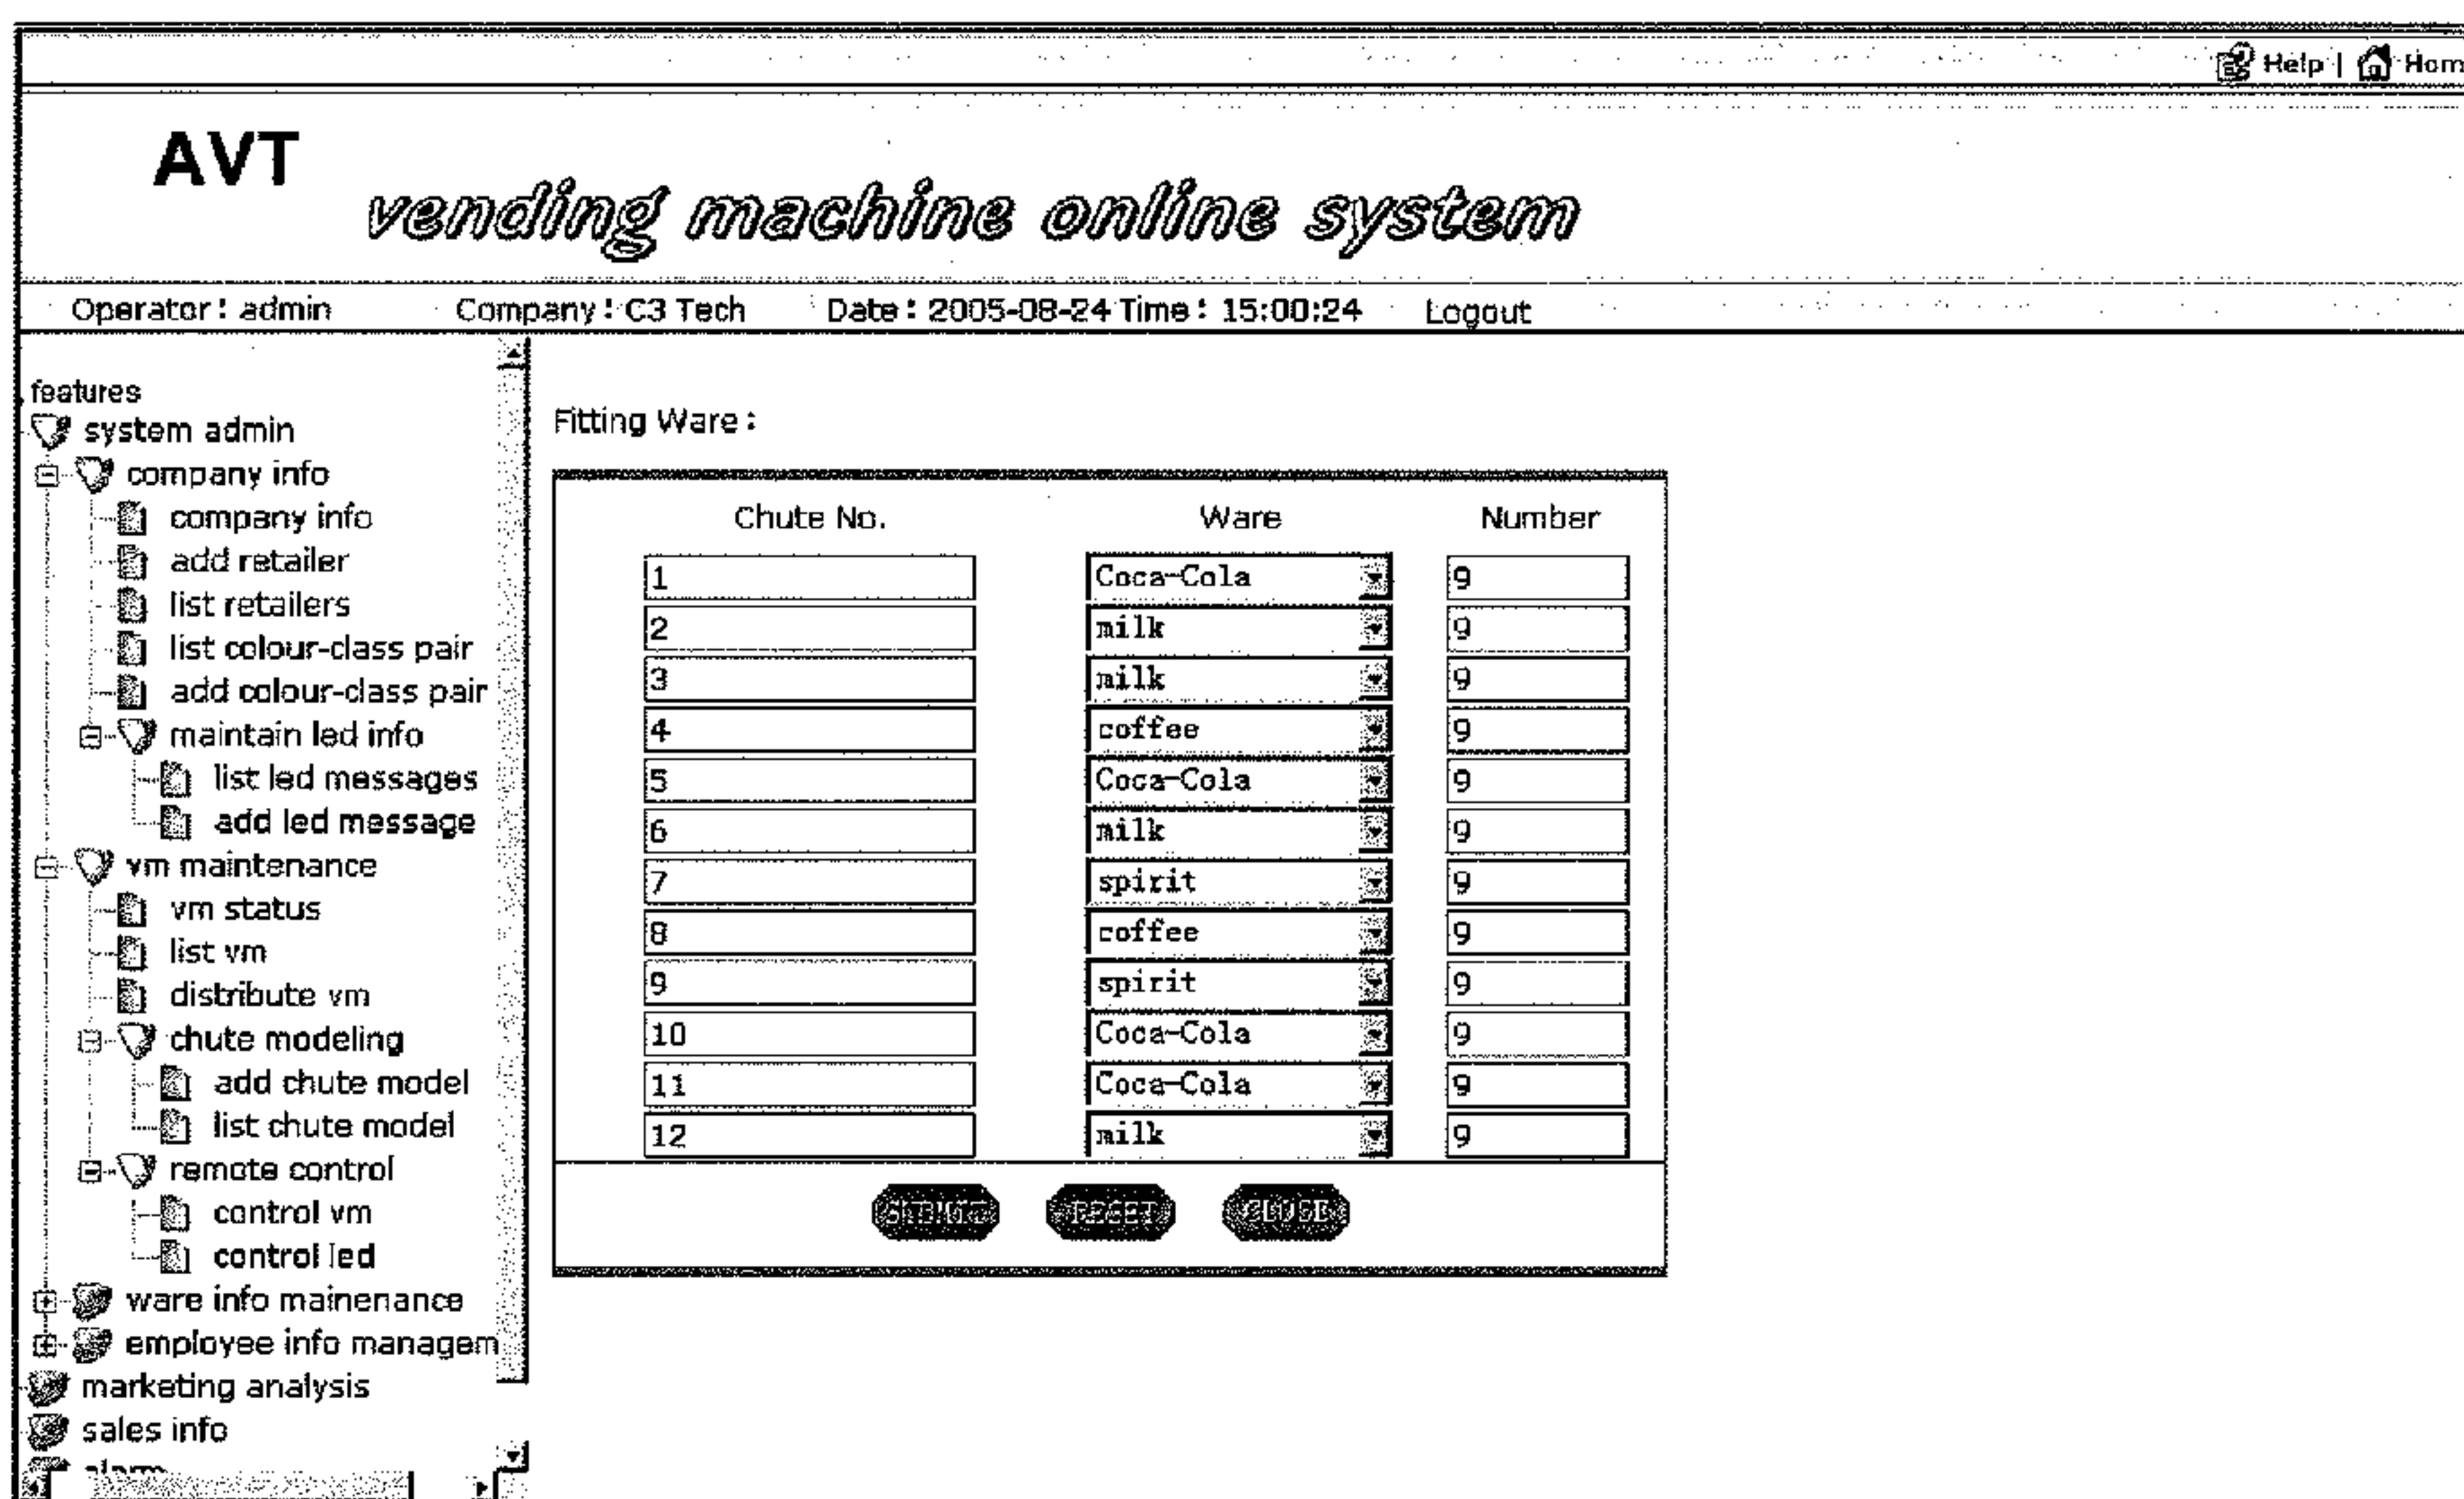 Help | Hom
AVT
vending machine online system
Operator: admin Company: C3 Tech Date: 2005-08-24 Time: 15:00:24 Logout
features
system admin
company info
company info
add retailer
list retailers
list colour-class pair
add colour-class pair
maintain led info
list led messages
add led message
vm maintenance
vm status
list vm
distribute vm
chute modeling
add chute model
list chute model
remote control
control vm
control led
ware info mainenance
employee info managem
marketing analysis
sales info
alarm
Fitting Ware:
Chute No. Ware Number
1 Coca-Cola 9
2 milk 9
3 milk 9
4 coffee 9
5 Coca-Cola 9
6 milk 9
7 spirit 9
8 coffee 9
9 spirit 9
10 Coca-Cola 9
11 Coca-Cola 9
12 milk 9
SUBMIT RESET CLOSE